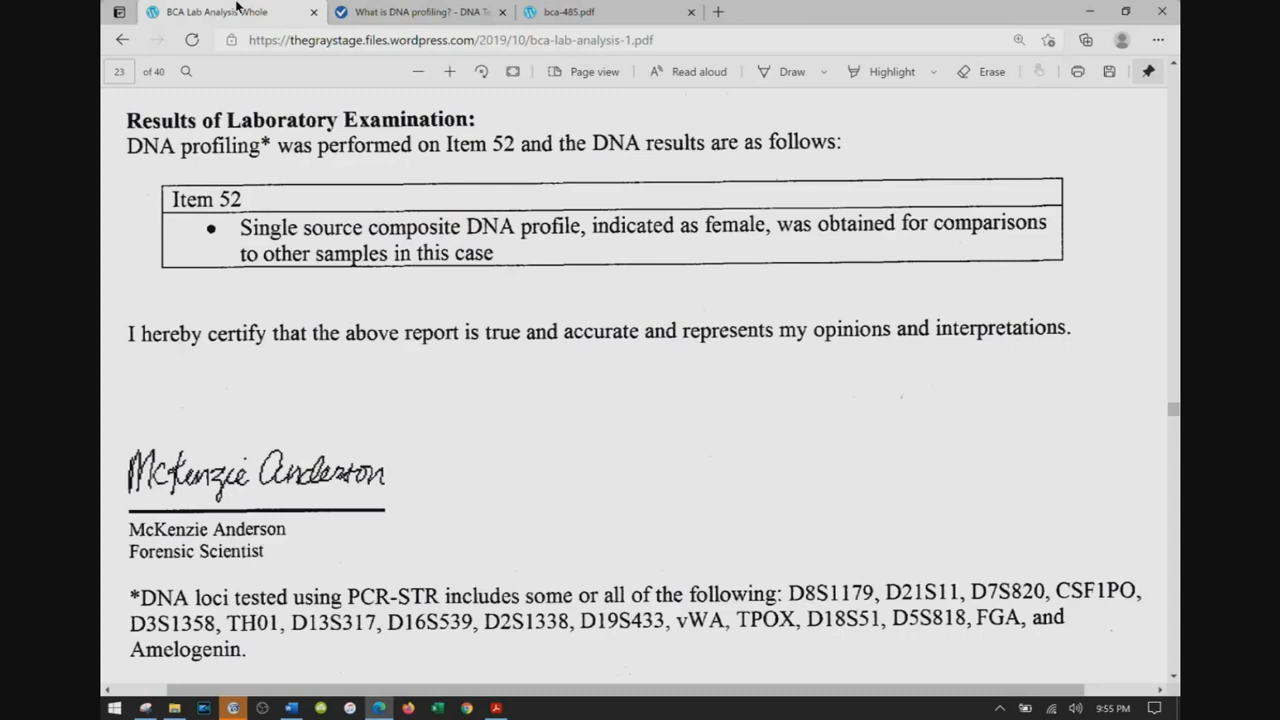 BCA Lab Analysis Whole
What is DNA profiling? - DNA Te
bca-485.pdf
https://thegraystage.files.wordpress.com/2019/10/bca-lab-analysis-1.pdf
23 of 40
Page view
Read aloud
Draw
Highlight
Erase
Results of Laboratory Examination:
DNA profiling* was performed on Item 52 and the DNA results are as follows:
Item 52
• Single source composite DNA profile, indicated as female, was obtained for comparisons
to other samples in this case
I hereby certify that the above report is true and accurate and represents my opinions and interpretations.
McKenzie Anderson
McKenzie Anderson
Forensic Scientist
*DNA loci tested using PCR-STR includes some or all of the following: D8S1179, D21S11, D7S820, CSF1PO,
D3S1358, TH01, D13S317, D16S539, D2S1338, D19S433, vWA, TPOX, D18S51, D5S818, FGA, and
Amelogenin.
9:55 PM